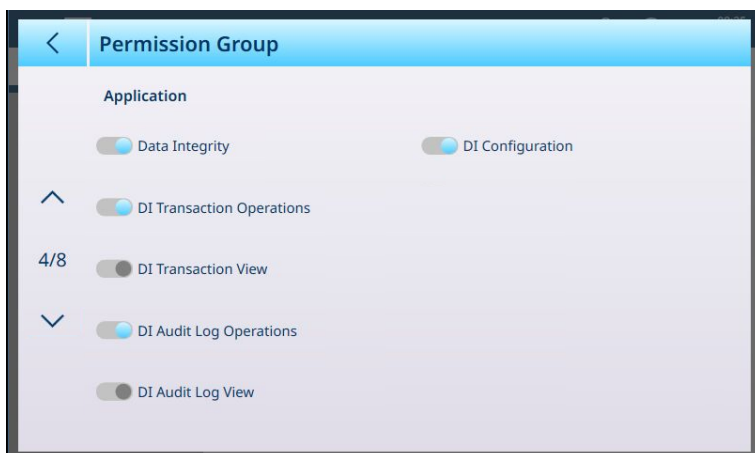 Permission Group
Application
Data Integrity
DI Configuration
DI Transaction Operations
4/8
DI Transaction View
DI Audit Log Operations
DI Audit Log View